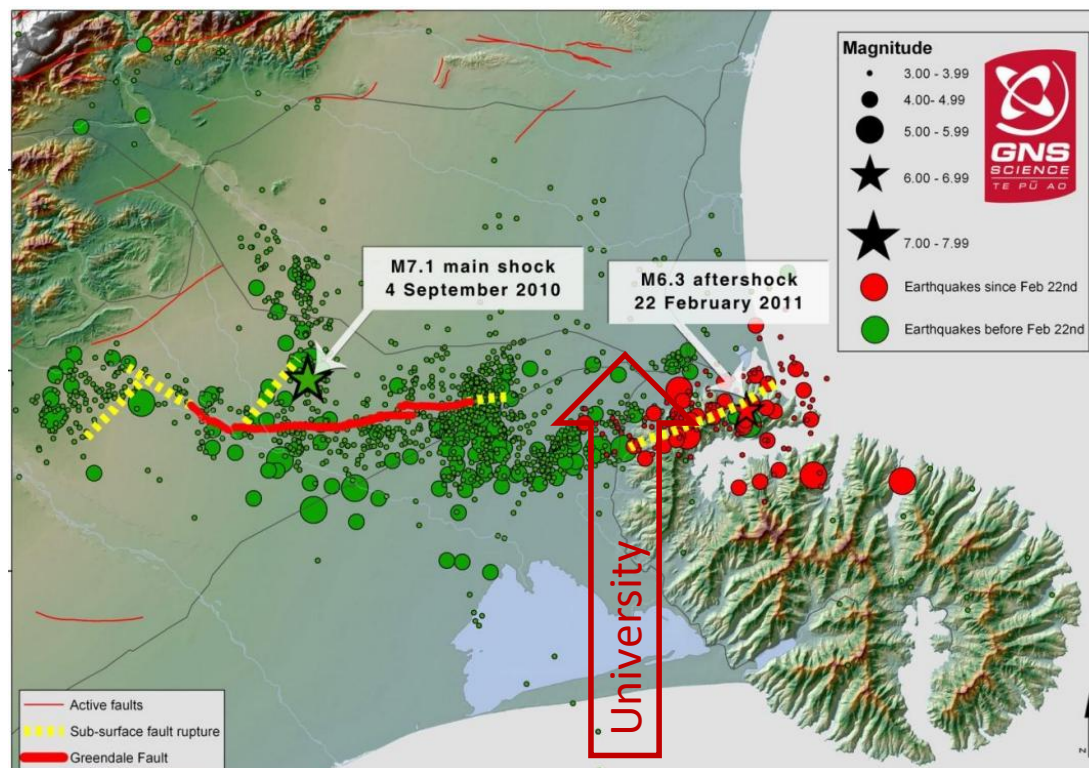 M7.1 main shock
4 September 2010
M6.3 aftershock
22 February 2011
Magnitude
3.00 - 3.99
4.00- 4.99
5.00 - 5.99
6.00 - 6.99
7.00 - 7.99
Earthquakes since Feb 22nd
Earthquakes before Feb 22nd
GNS
SCIENCE
TE PŪ AO
University
Active faults
Sub-surface fault rupture
Greendale Fault
N